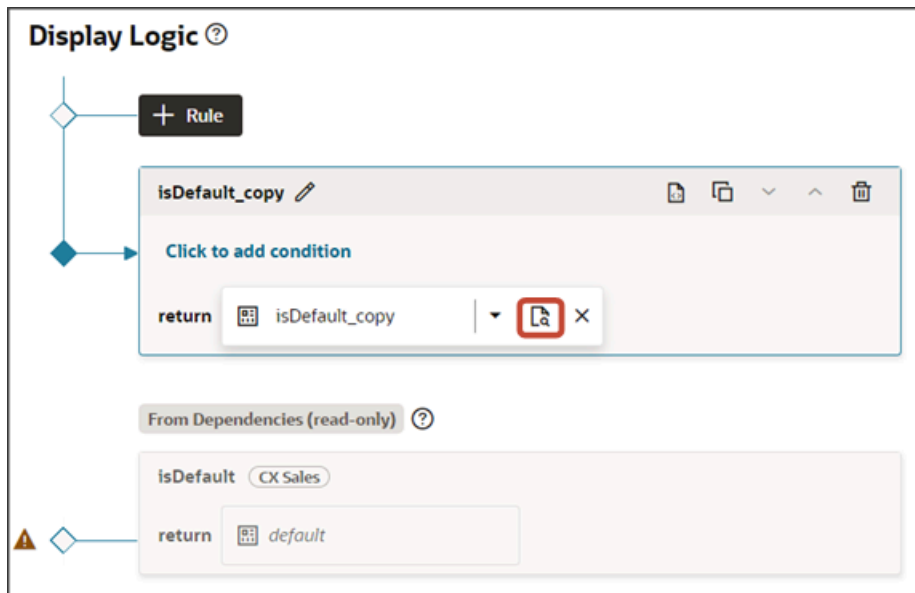 Display Logic
+ Rule
isDefault_copy
Click to add condition
return isDefault_copy
From Dependencies (read-only)
isDefault CX Sales
return default